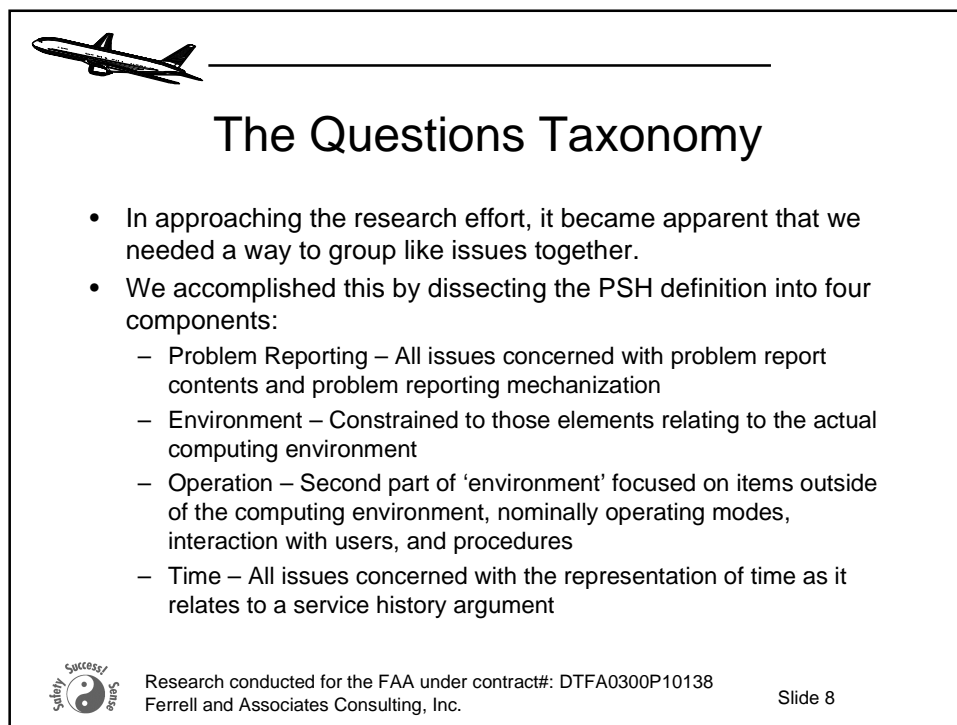 The Questions Taxonomy
• In approaching the research effort, it became apparent that we
needed a way to group like issues together.
• We accomplished this by dissecting the PSH definition into four
components:
– Problem Reporting – All issues concerned with problem report
contents and problem reporting mechanization
– Environment – Constrained to those elements relating to the actual
computing environment
– Operation – Second part of ‘environment’ focused on items outside
of the computing environment, nominally operating modes,
interaction with users, and procedures
– Time – All issues concerned with the representation of time as it
relates to a service history argument
Safety Success! Sense
Research conducted for the FAA under contract#: DTFA0300P10138
Ferrell and Associates Consulting, Inc.
Slide 8